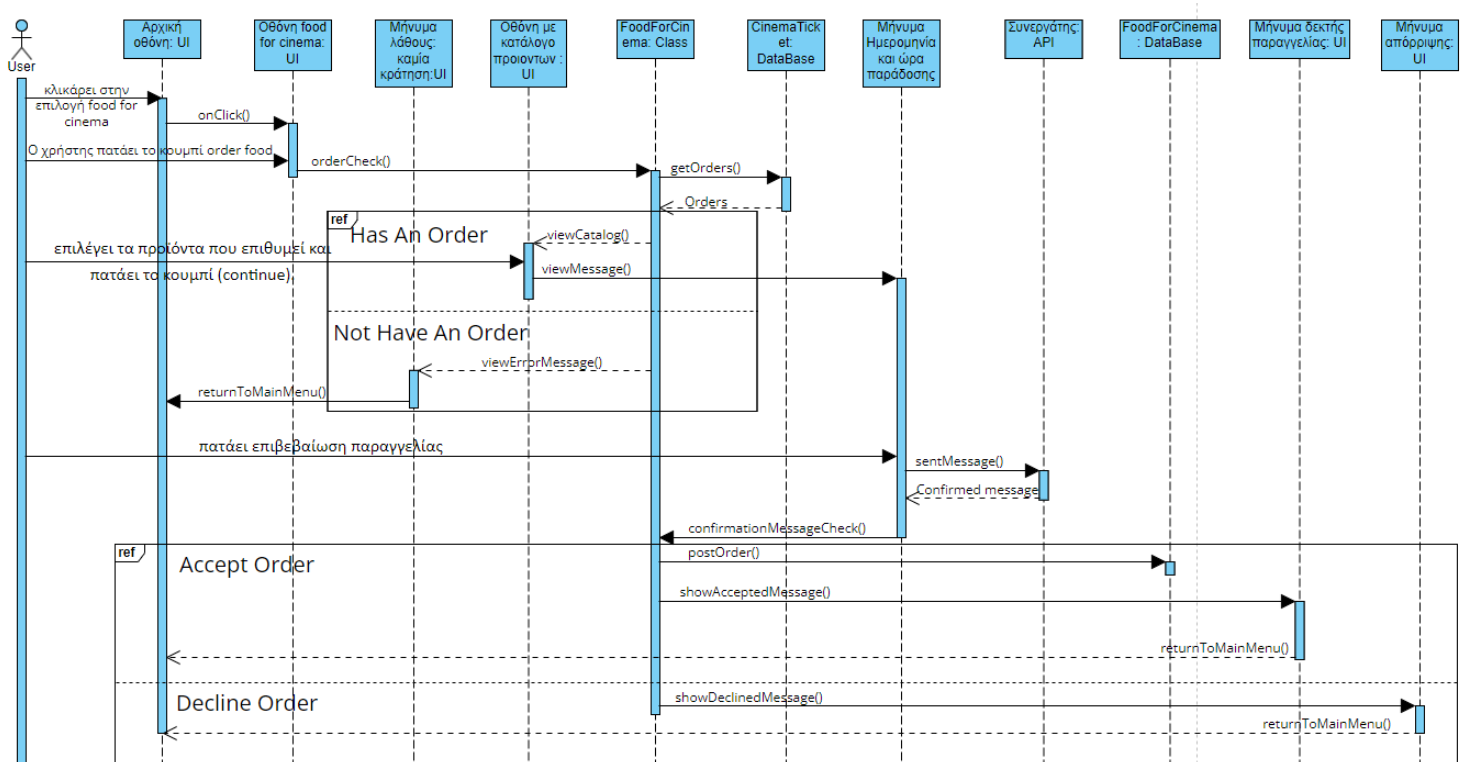 User
Αρχική
οθόνη: UI
Οθόνη food
for cinema:
UI
Μήνυμα
λάθους:
καμία
κράτηση:UI
Οθόνη με
κατάλογο
προιοντων :
UI
FoodForCin
ema: Class
CinemaTick
et:
DataBase
Μήνυμα
Ημερομηνία
και ώρα
παράδοσης
Συνεργάτης:
API
FoodForCinema
: DataBase
Μήνυμα δεκτής
παραγγελίας: UI
Μήνυμα
απόρριψης:
UI
κλικάρει στην
επιλογή food for
cinema
onClick()
Ο χρήστης πατάει το κουμπί order food
orderCheck()
getOrders()
Orders
ref
Has An Order
viewCatalog()
επιλέγει τα προϊόντα που επιθυμεί και
πατάει το κουμπί (continue)
viewMessage()
Not Have An Order
viewErrorMessage()
returnToMainMenu()
πατάει επιβεβαίωση παραγγελίας
sentMessage()
Confirmed message
confirmationMessageCheck()
ref
Accept Order
postOrder()
showAcceptedMessage()
returnToMainMenu()
Decline Order
showDeclinedMessage()
returnToMainMenu()